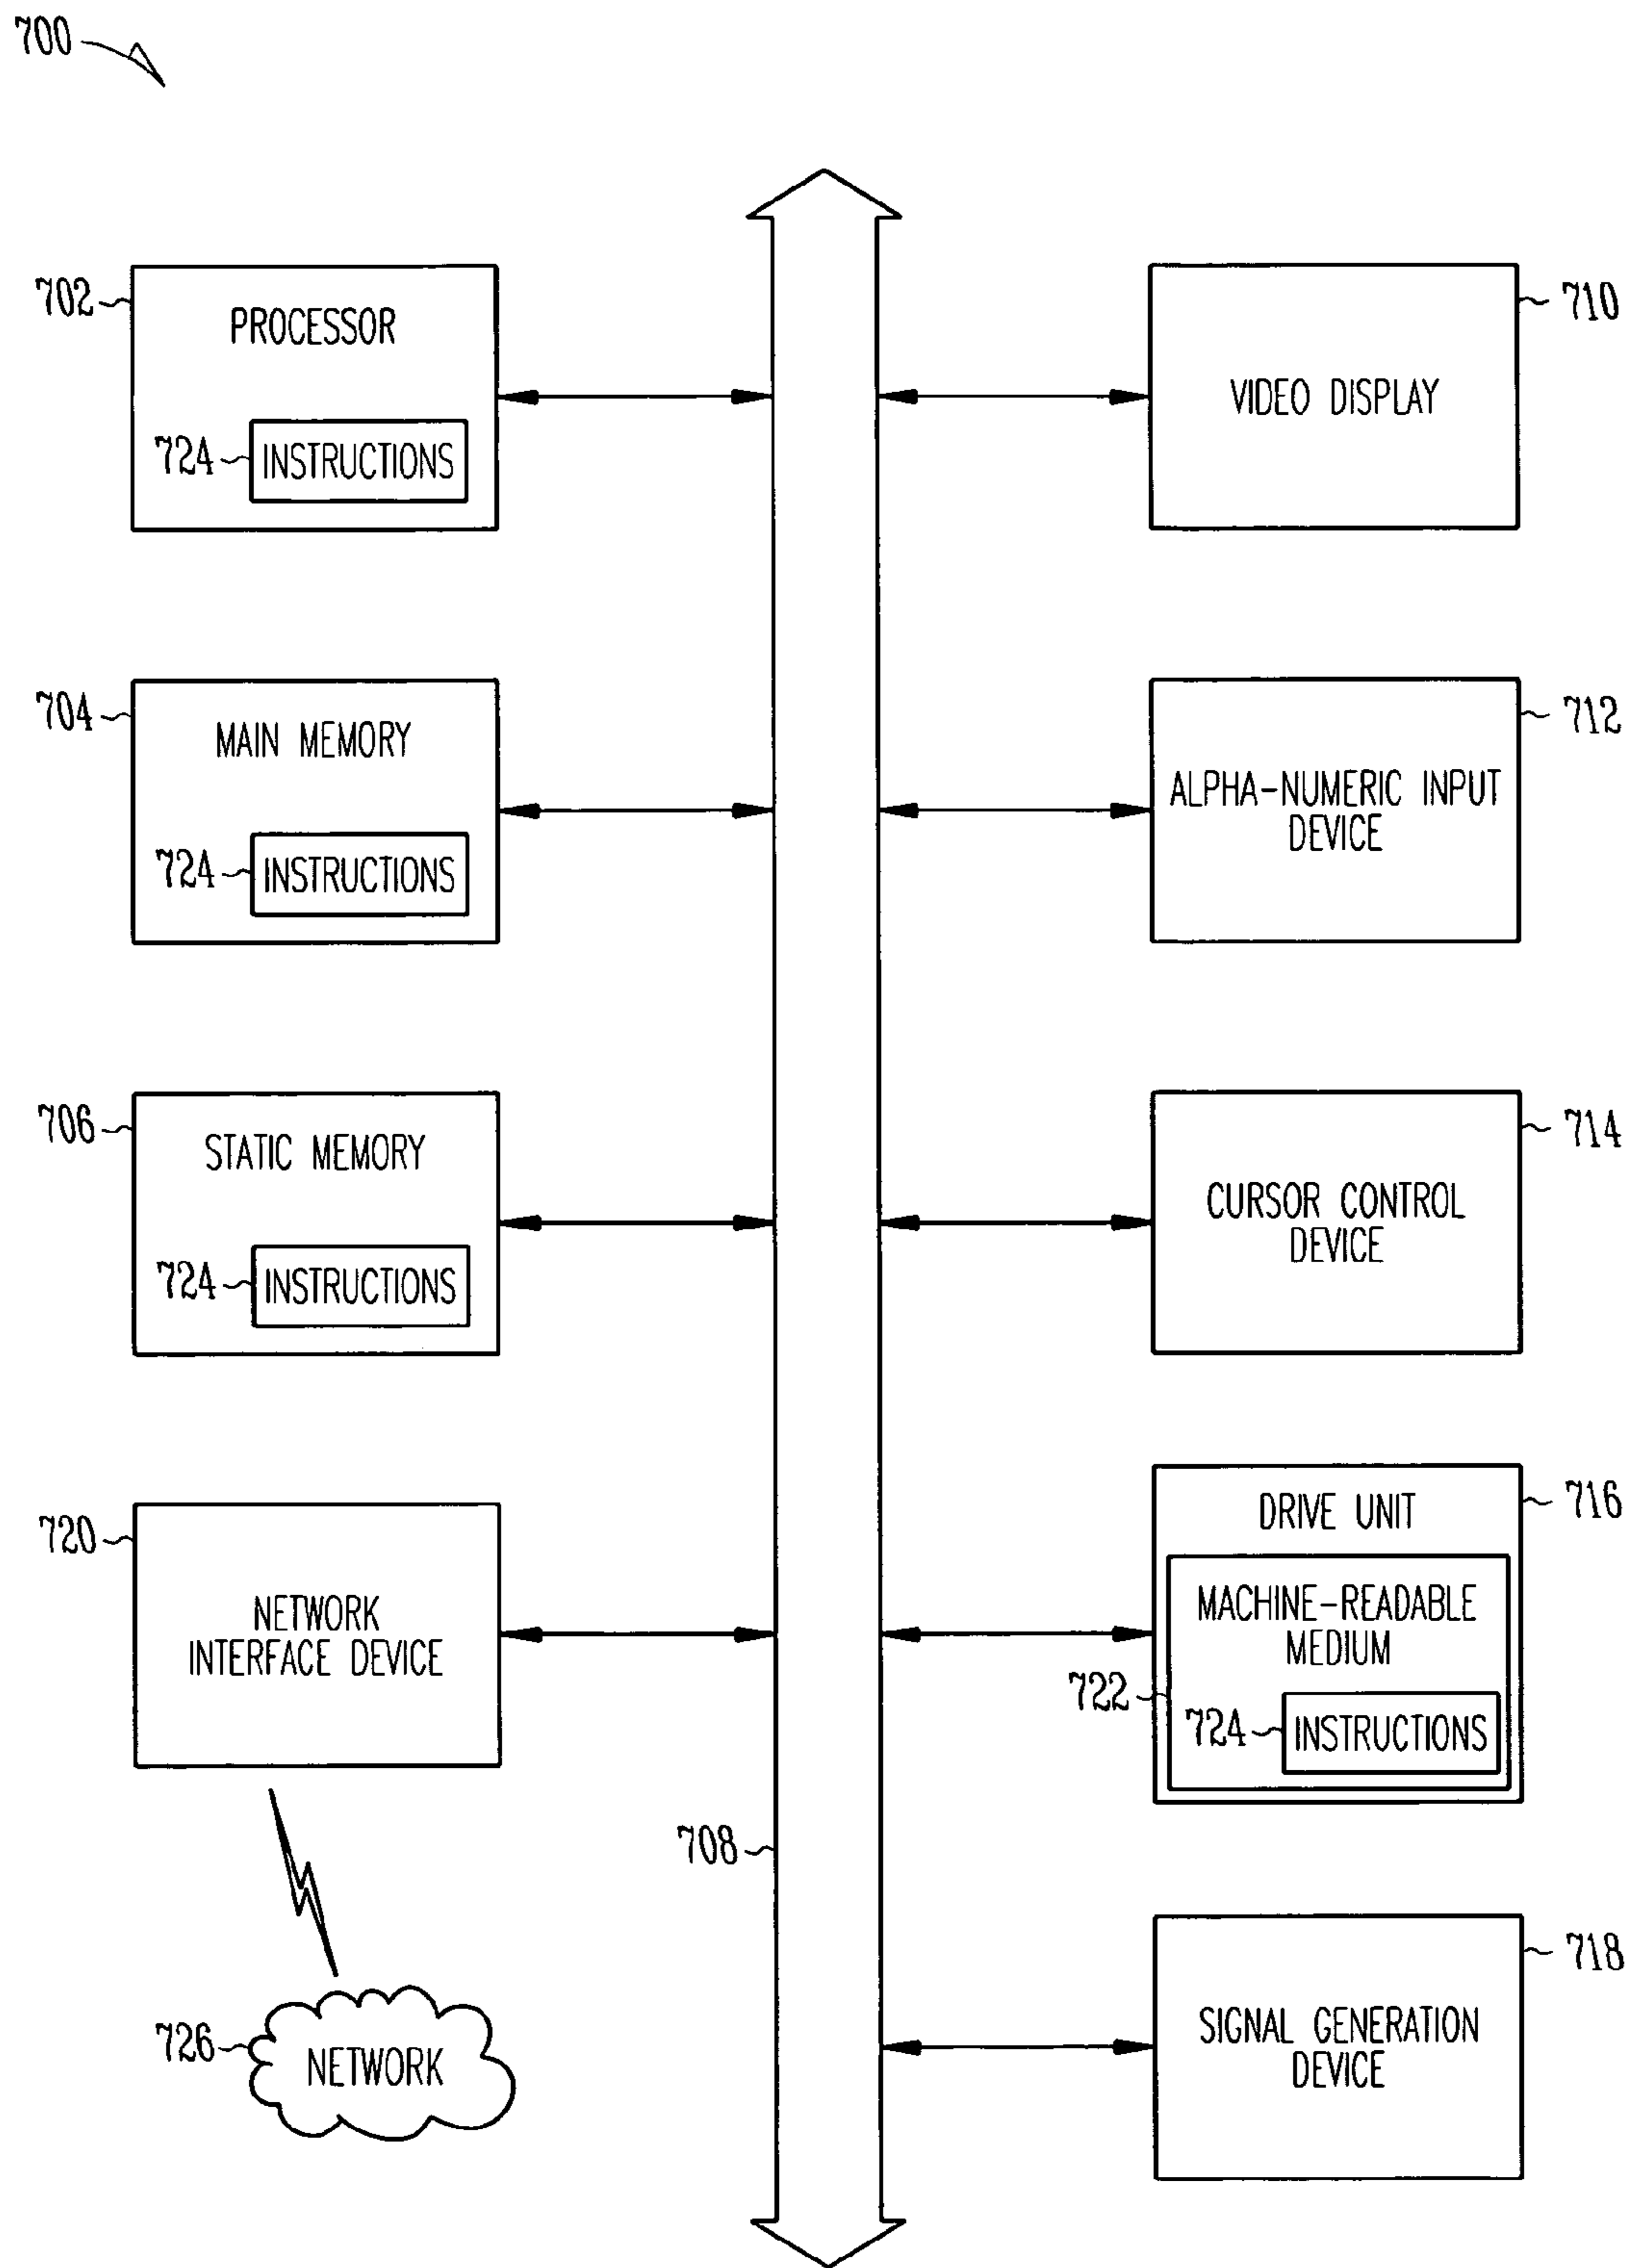 700
702
PROCESSOR
724
INSTRUCTIONS
710
VIDEO DISPLAY
704
MAIN MEMORY
724
INSTRUCTIONS
712
ALPHA-NUMERIC INPUT
DEVICE
706
STATIC MEMORY
724
INSTRUCTIONS
714
CURSOR CONTROL
DEVICE
720
NETWORK
INTERFACE DEVICE
716
DRIVE UNIT
MACHINE-READABLE
MEDIUM
722
724
INSTRUCTIONS
708
726
NETWORK
718
SIGNAL GENERATION
DEVICE